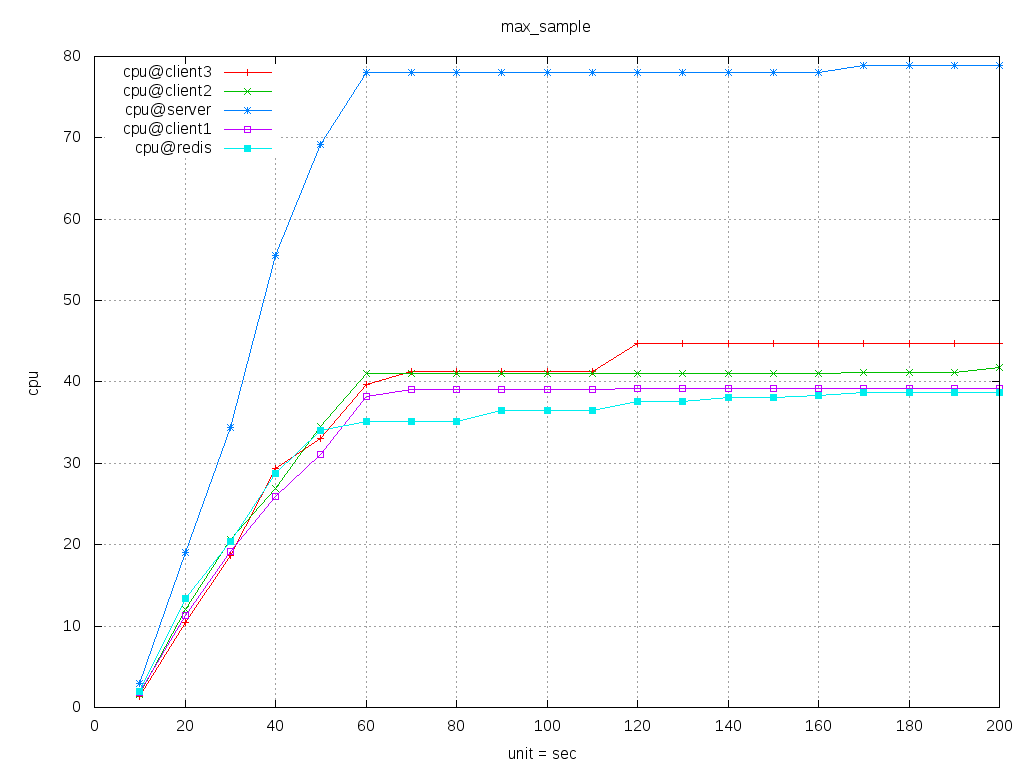 max_sample
80
70
60
50
40
30
20
10
0
cpu
cpu@client3
cpu@client2
cpu@server
cpu@client1
cpu@redis
0 20 40 60 80 100 120 140 160 180 200
unit = sec